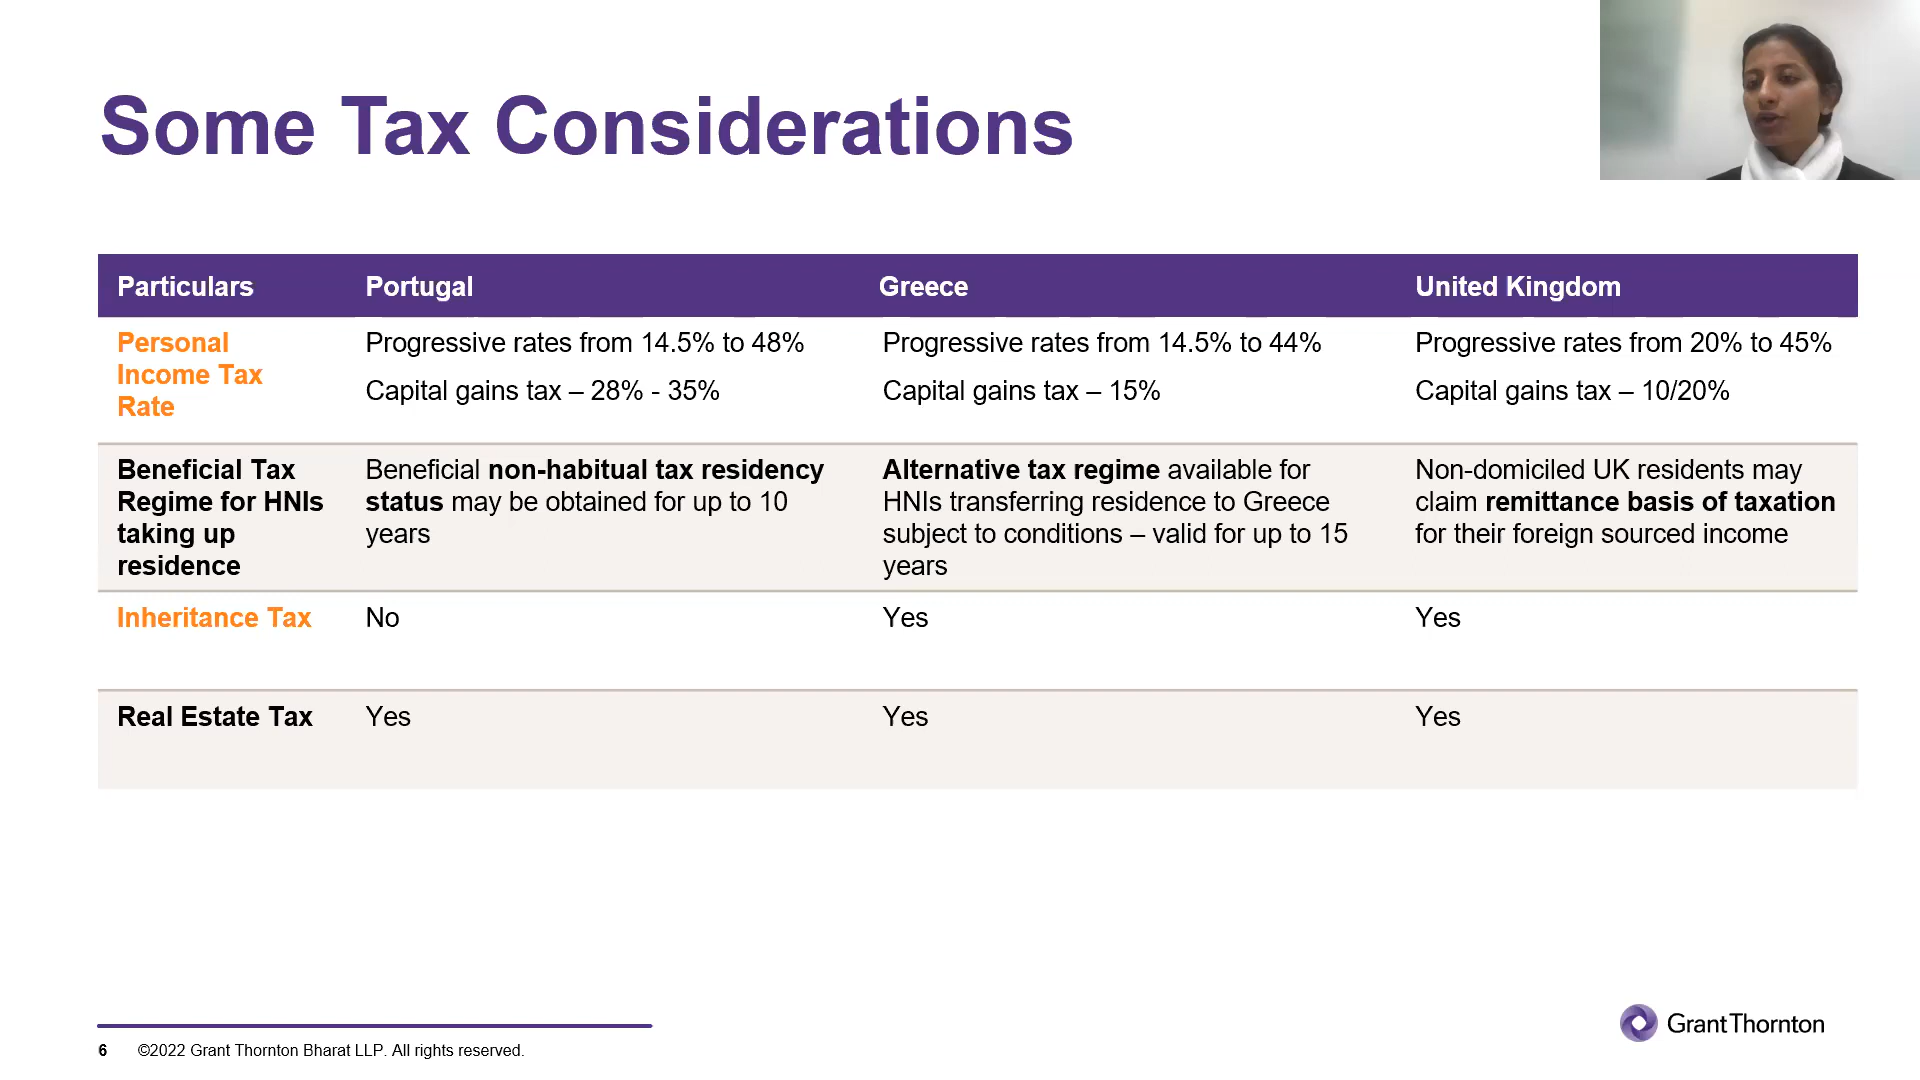 Some Tax Considerations
Particulars
Portugal
Greece
United Kingdom
Personal
Income Tax
Rate
Progressive rates from 14.5% to 48%
Capital gains tax – 28% - 35%
Progressive rates from 14.5% to 44%
Capital gains tax – 15%
Progressive rates from 20% to 45%
Capital gains tax – 10/20%
Beneficial Tax
Regime for HNIs
taking up
residence
Beneficial non-habitual tax residency
status may be obtained for up to 10
years
Alternative tax regime available for
HNIs transferring residence to Greece
subject to conditions – valid for up to 15
years
Non-domiciled UK residents may
claim remittance basis of taxation
for their foreign sourced income
Inheritance Tax
No
Yes
Yes
Real Estate Tax
Yes
Yes
Yes
6
©2022 Grant Thornton Bharat LLP. All rights reserved.
Grant Thornton